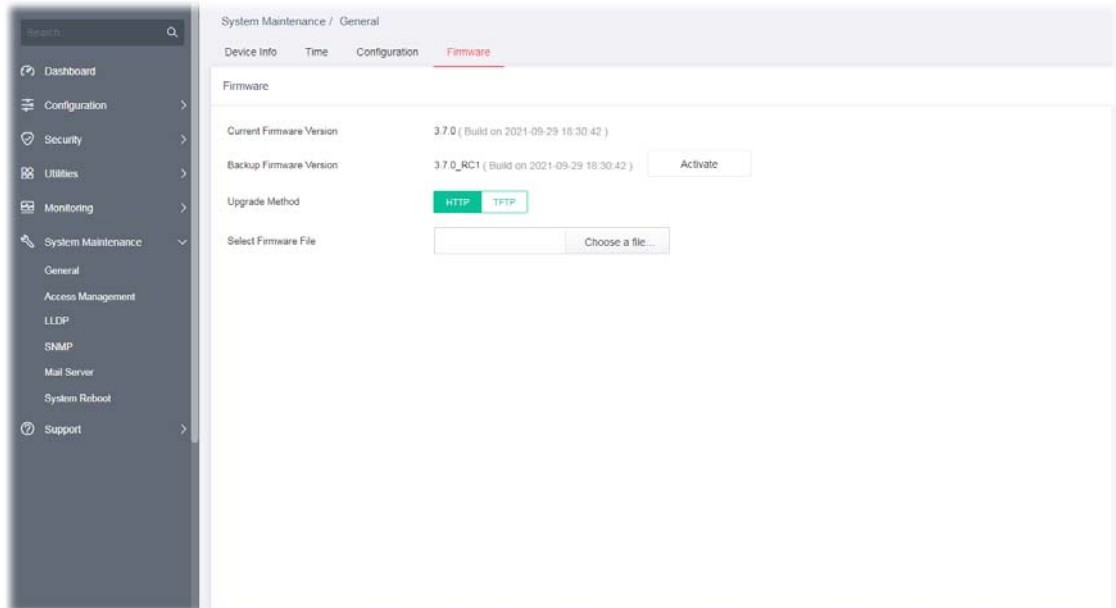 Search
Dashboard
Configuration
Security
Utilities
Monitoring
System Maintenance
General
Access Management
LLDP
SNMP
Mail Server
System Reboot
Support
System Maintenance / General
Device Info Time Configuration Firmware
Firmware
Current Firmware Version 3.7.0 ( Build on 2021-09-29 18:30:42 )
Backup Firmware Version 3.7.0_RC1 ( Build on 2021-09-29 18:30:42 ) Activate
Upgrade Method HTTP TFTP
Select Firmware File Choose a file...